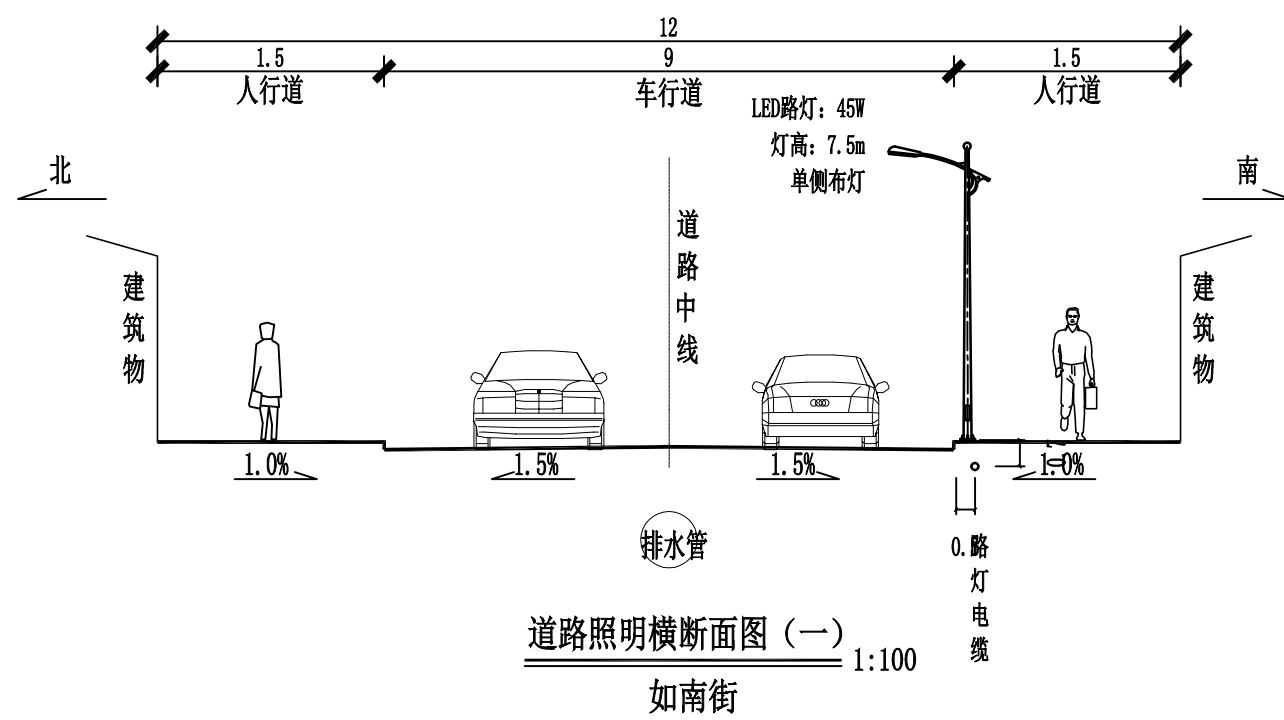 12
1.5
9
1.5
人行道
车行道
人行道
LED路灯：45W
灯高：7.5m
单侧布灯
北
南
道路中线
建筑物
建筑物
1.0%
1.5%
1.5%
1.0%
排水管
路灯电缆
道路照明横断面图（一）
1:100
如南街